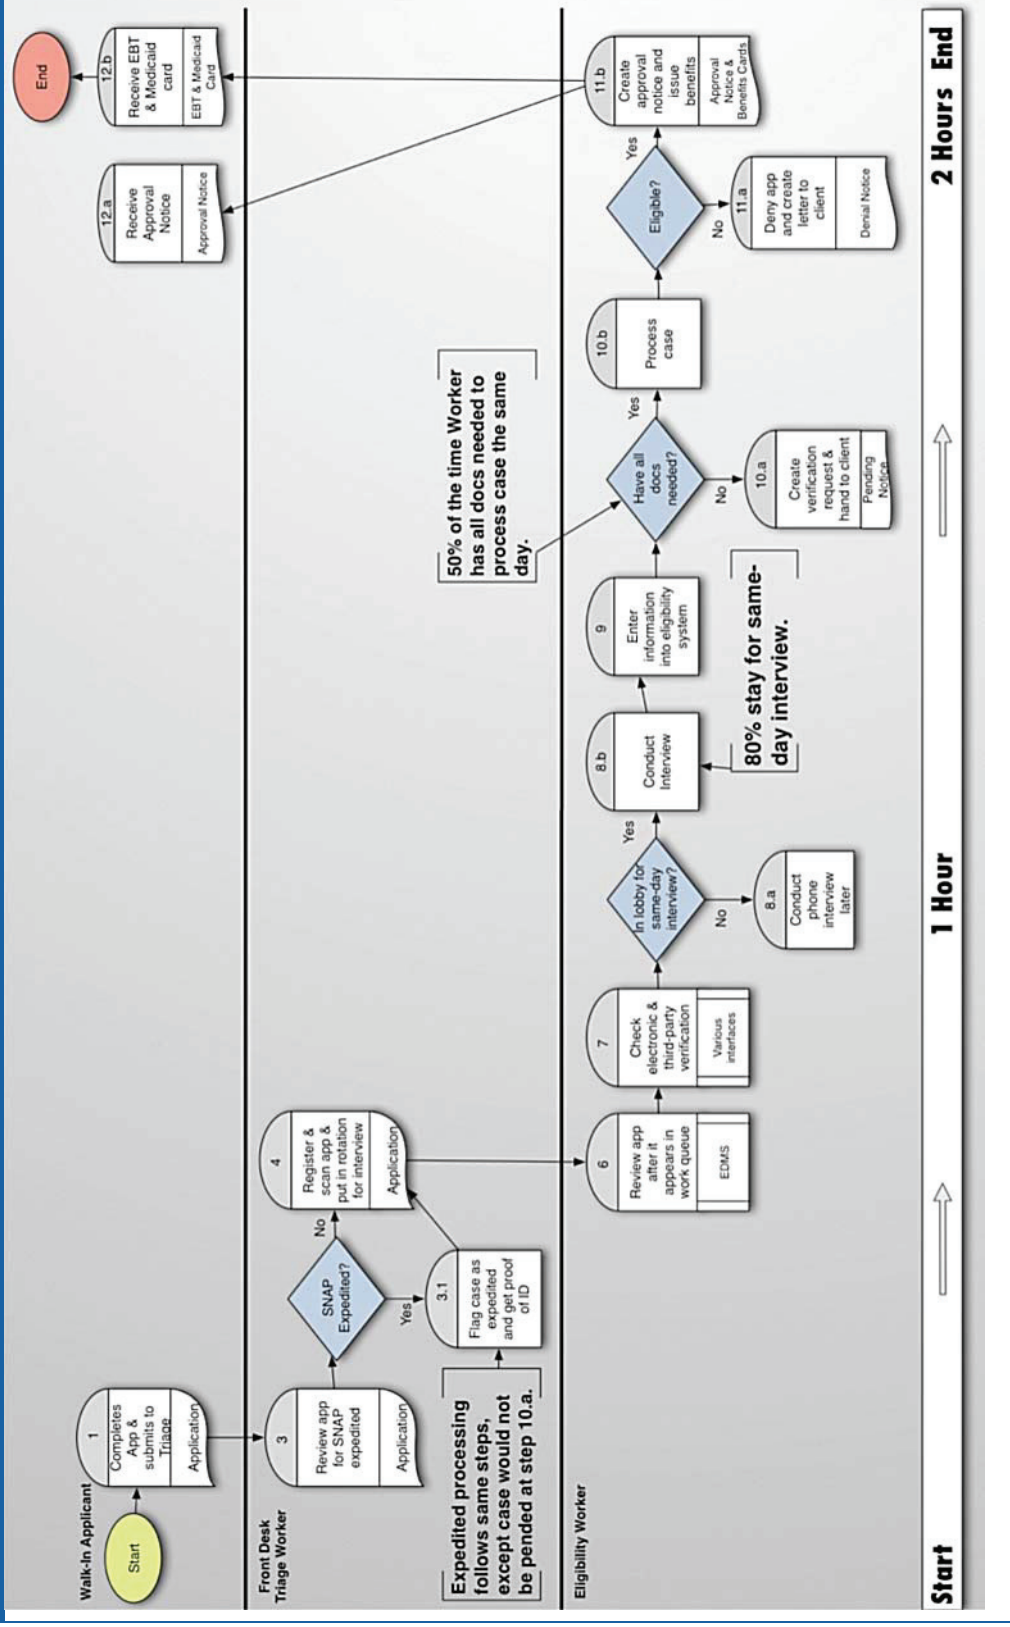 Walk-In Applicant
Start
1
Completes
App &
submits to
Triage
Application
12.a
Receive
Approval
Notice
Approval Notice
12.b
Receive EBT
& Medicaid
card
EBT & Medicaid
Card
End
Front Desk
Triage Worker
3
Review app
for SNAP
expedited
Application
SNAP
Expedited?
No
Yes
4
Register &
scan app &
put in rotation
for interview
Application
3.1
Flag case as
expedited
and get proof
of ID
Expedited processing
follows same steps,
except case would not
be pended at step 10.a.
50% of the time Worker
has all docs needed to
process case the same
day.
Eligibility Worker
6
Review app
after it
appears in
work queue
EDMS
7
Check
electronic &
third-party
verification
Various
interfaces
In lobby for
same-day
interview?
Yes
No
8.a
Conduct
phone
interview
later
8.b
Conduct
Interview
80% stay for same-
day interview.
9
Enter
information
into eligibility
system
Have all
docs
needed?
Yes
No
10.a
Create
verification
request &
hand to client
Pending
Notice
10.b
Process
case
Eligible?
Yes
No
11.a
Deny app
and create
letter to
client
Denial Notice
11.b
Create
approval
notice and
issue
benefits
Approval
Notice &
Benefits Cards
Start
1 Hour
2 Hours End